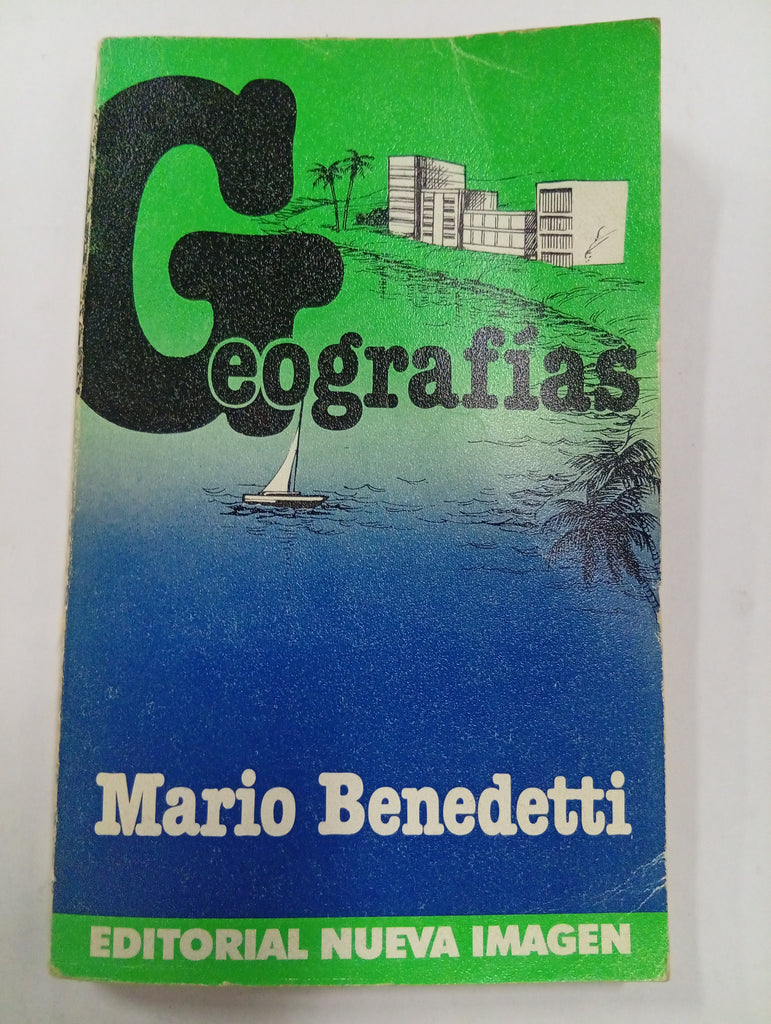 Geografías
Mario Benedetti
EDITORIAL NUEVA IMAGEN